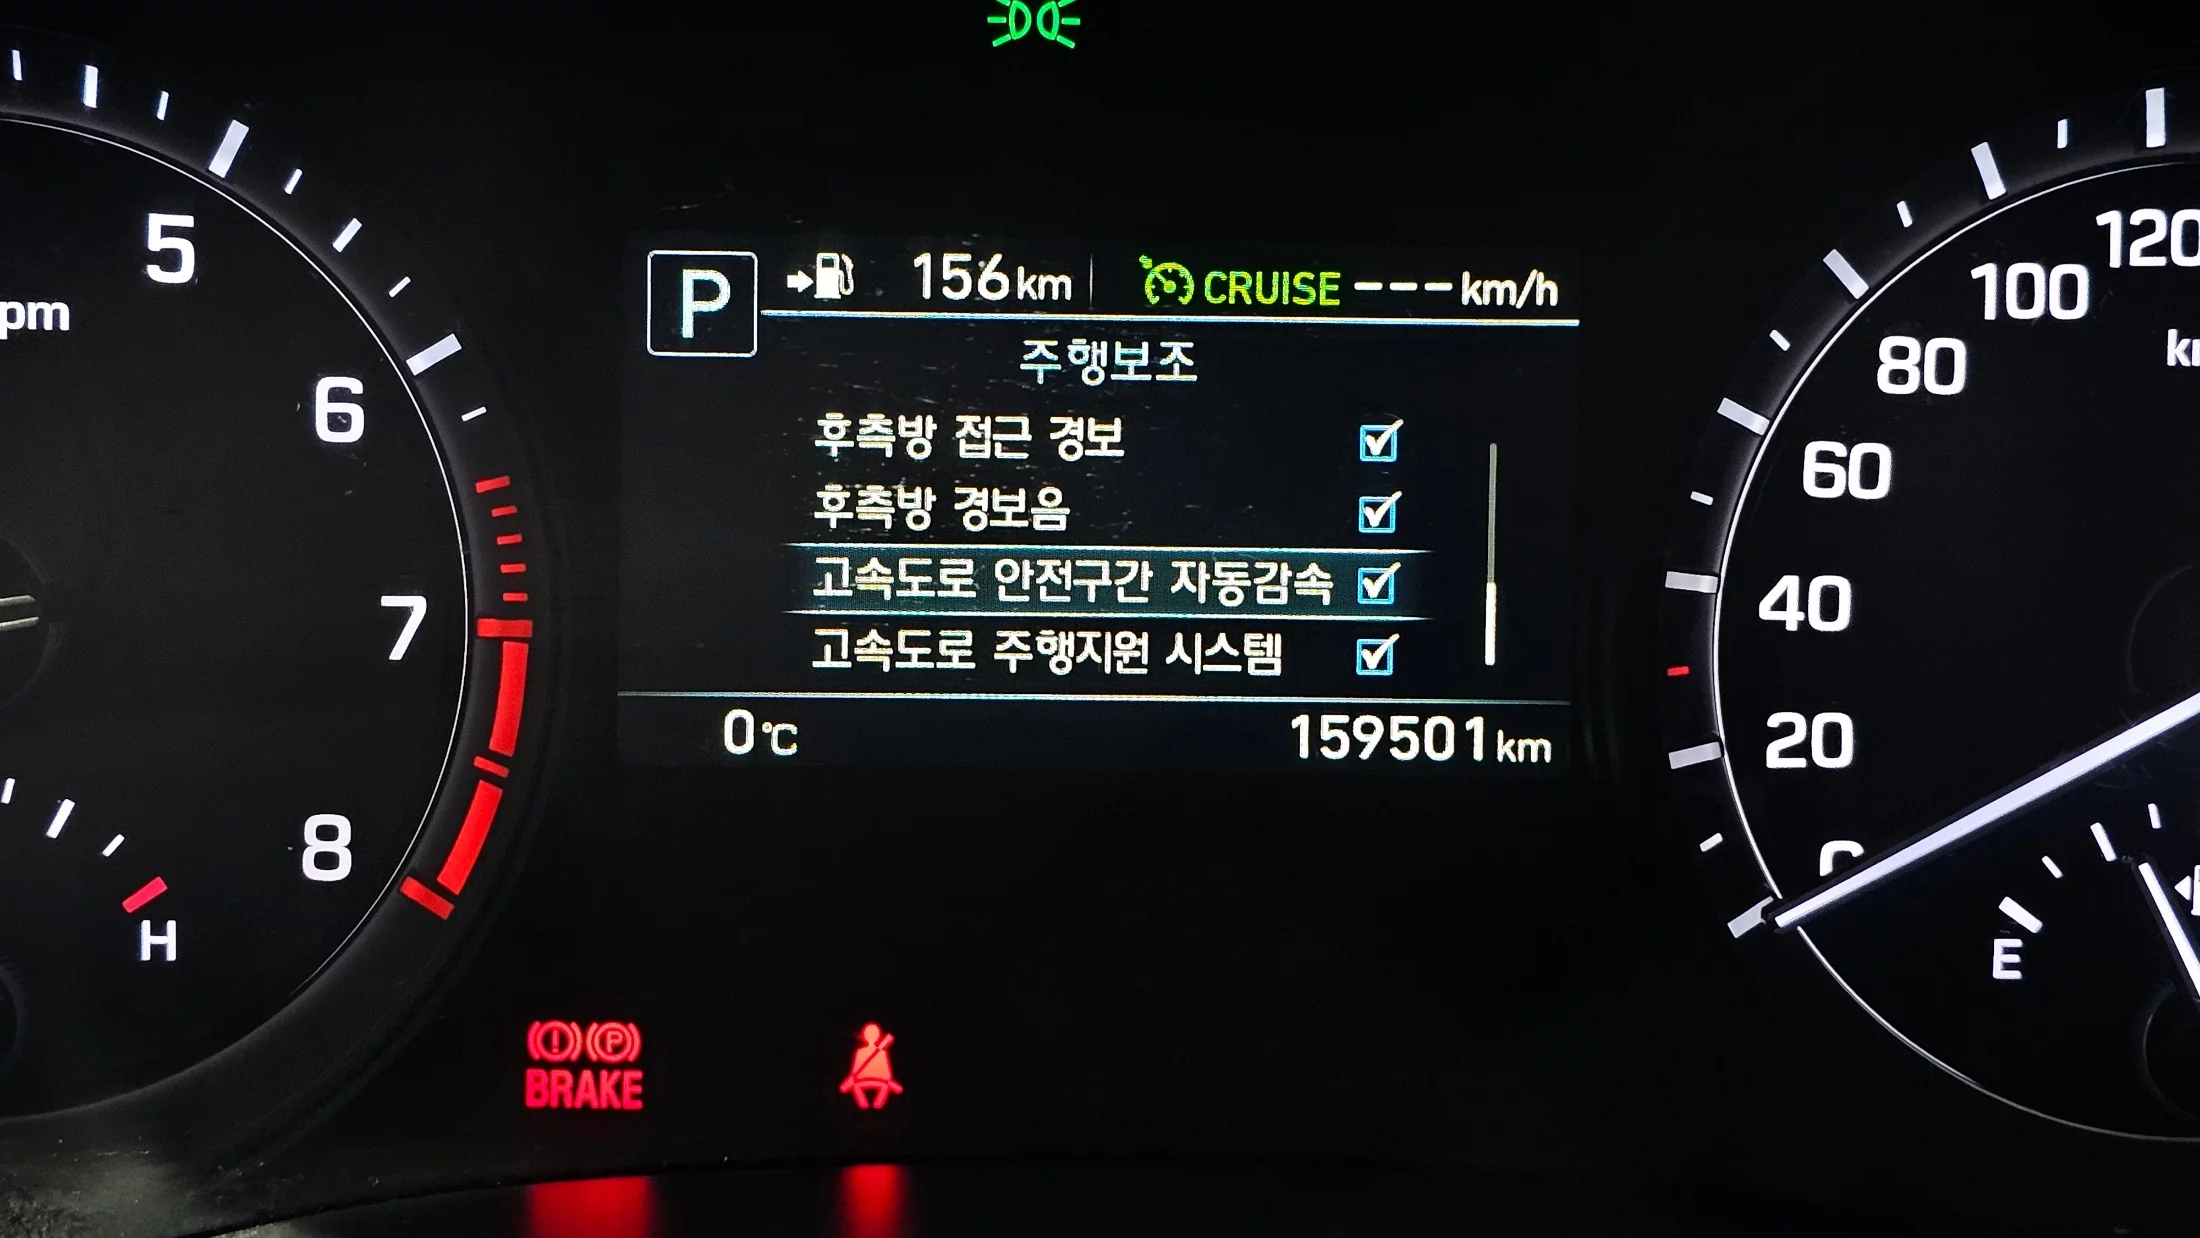 5
rpm
6
7
8
H
P 156km CRUISE ---km/h
주행보조
후측방 접근 경보
후측방 경보음
고속도로 안전구간 자동감속
고속도로 주행지원 시스템
0℃ 159501km
BRAKE
120
100
80
60
40
20
0
E